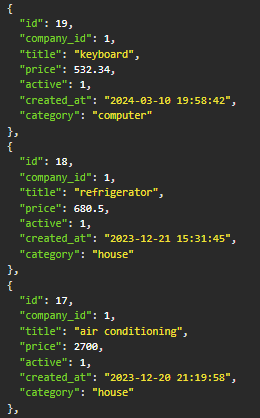 {
"id": 19,
"company_id": 1,
"title": "keyboard",
"price": 532.34,
"active": 1,
"created_at": "2024-03-10 19:58:42",
"category": "computer"
},
{
"id": 18,
"company_id": 1,
"title": "refrigerator",
"price": 680.5,
"active": 1,
"created_at": "2023-12-21 15:31:45",
"category": "house"
},
{
"id": 17,
"company_id": 1,
"title": "air conditioning",
"price": 2700,
"active": 1,
"created_at": "2023-12-20 21:19:58",
"category": "house"
},